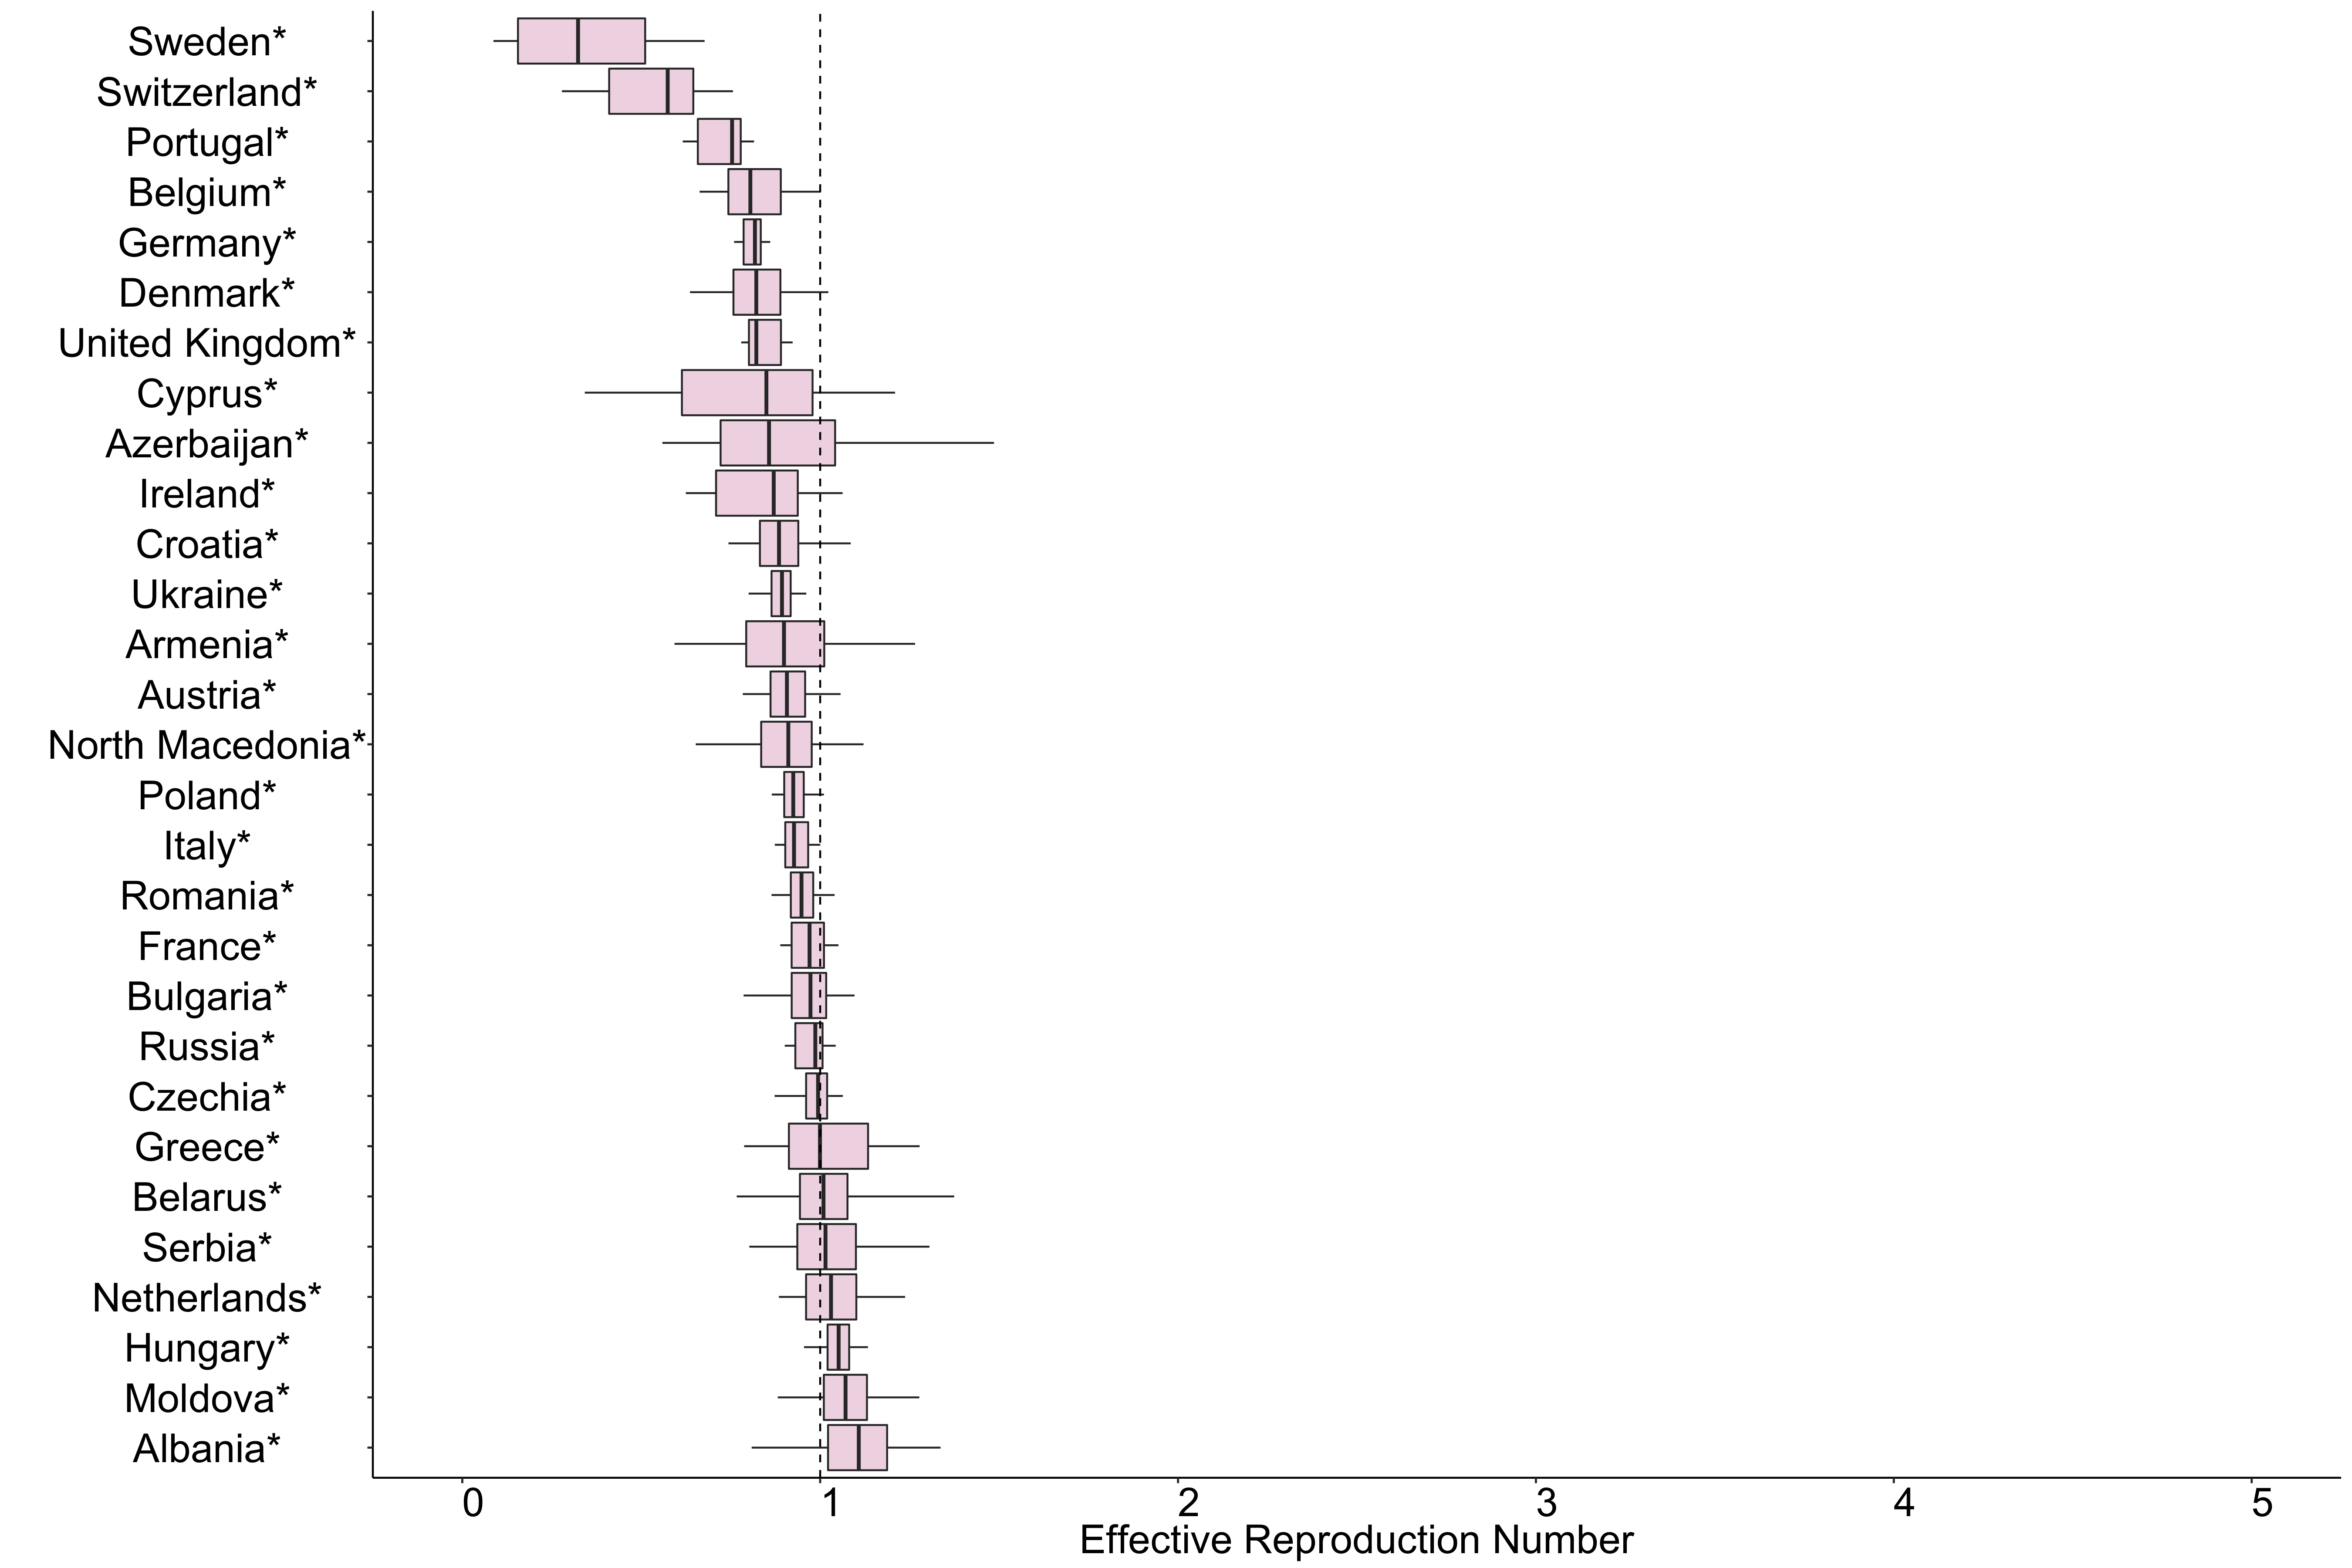 Sweden*
Switzerland*
Portugal*
Belgium*
Germany*
Denmark*
United Kingdom*
Cyprus*
Azerbaijan*
Ireland*
Croatia*
Ukraine*
Armenia*
Austria*
North Macedonia*
Poland*
Italy*
Romania*
France*
Bulgaria*
Russia*
Czechia*
Greece*
Belarus*
Serbia*
Netherlands*
Hungary*
Moldova*
Albania*
0 1 2 3 4 5
Effective Reproduction Number